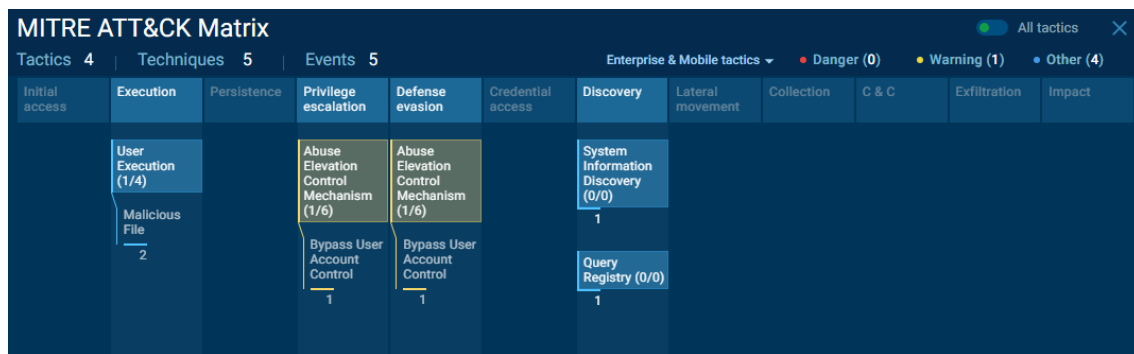 MITRE ATT&CK Matrix
All tactics
Tactics 4 | Techniques 5 | Events 5
Enterprise & Mobile tactics
Danger (0)
Warning (1)
Other (4)
Initial
access
Execution
Persistence
Privilege
escalation
Defense
evasion
Credential
access
Discovery
Lateral
movement
Collection
C & C
Exfiltration
Impact
User
Execution
(1/4)
Malicious
File
2
Abuse
Elevation
Control
Mechanism
(1/6)
Bypass User
Account
Control
1
Abuse
Elevation
Control
Mechanism
(1/6)
Bypass User
Account
Control
1
System
Information
Discovery
(0/0)
1
Query
Registry (0/0)
1